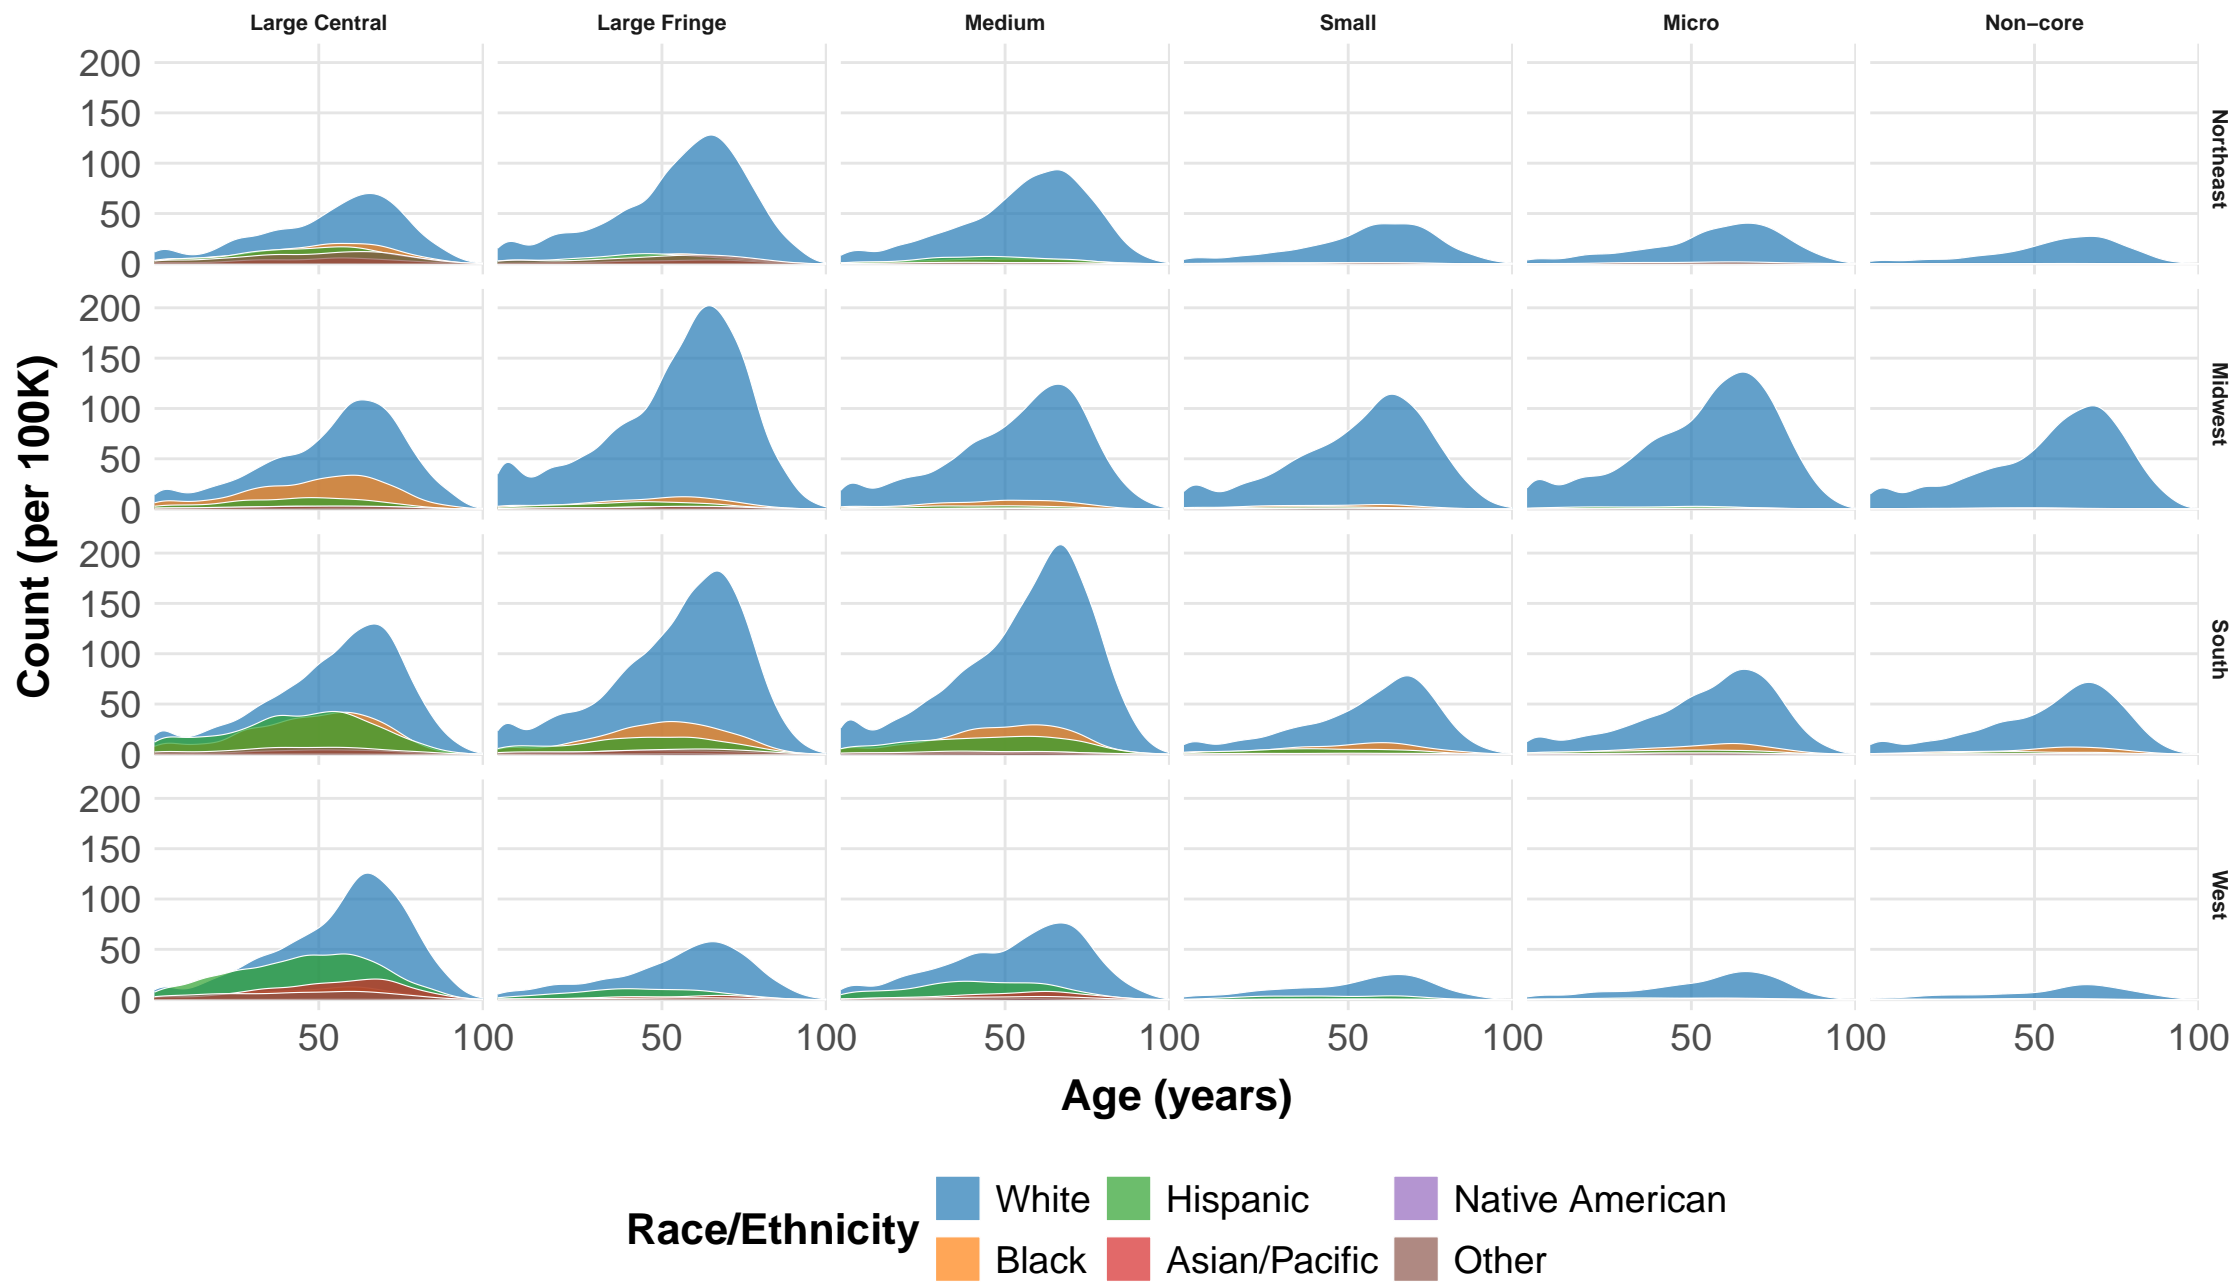 Large Central Large Fringe Medium Small Micro Non–core
200
150
100
50
0
Northeast
200
150
100
50
0
Midwest
200
150
100
50
0
South
200
150
100
50
0
West
Count (per 100K)
50 100 50 100 50 100 50 100 50 100 50 100
Age (years)
Race/Ethnicity
White Hispanic Native American
Black Asian/Pacific Other